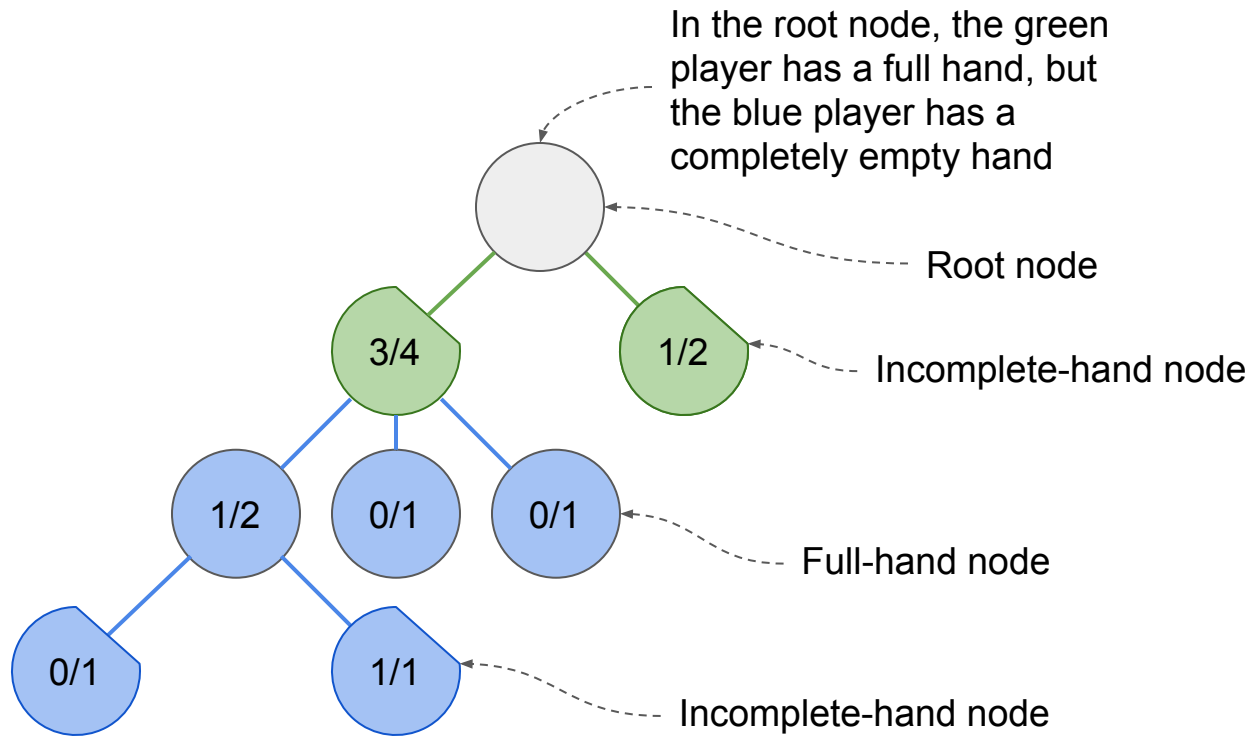 In the root node, the green
player has a full hand, but
the blue player has a
completely empty hand
Root node
3/4
1/2
Incomplete-hand node
1/2
0/1
0/1
Full-hand node
0/1
1/1
Incomplete-hand node